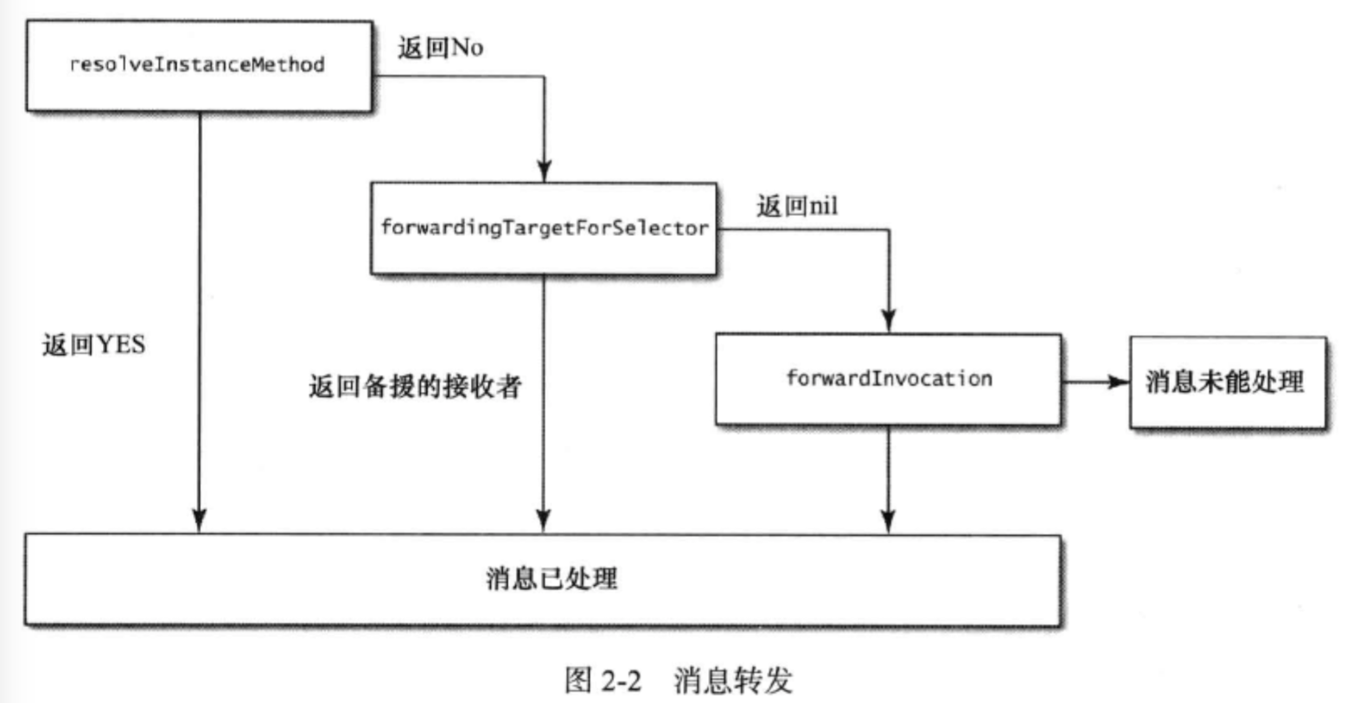 resolveInstanceMethod
返回No
forwardingTargetForSelector
返回nil
返回YES
返回备援的接收者
forwardInvocation
消息未能处理
消息已处理
图 2-2 消息转发